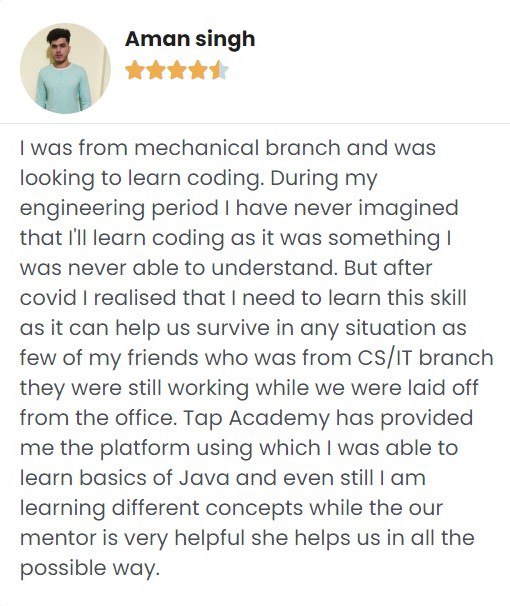 Aman singh
I was from mechanical branch and was
looking to learn coding. During my
engineering period I have never imagined
that I'll learn coding as it was something I
was never able to understand. But after
covid I realised that I need to learn this skill
as it can help us survive in any situation as
few of my friends who was from CS/IT branch
they were still working while we were laid off
from the office. Tap Academy has provided
me the platform using which I was able to
learn basics of Java and even still I am
learning different concepts while the our
mentor is very helpful she helps us in all the
possible way.